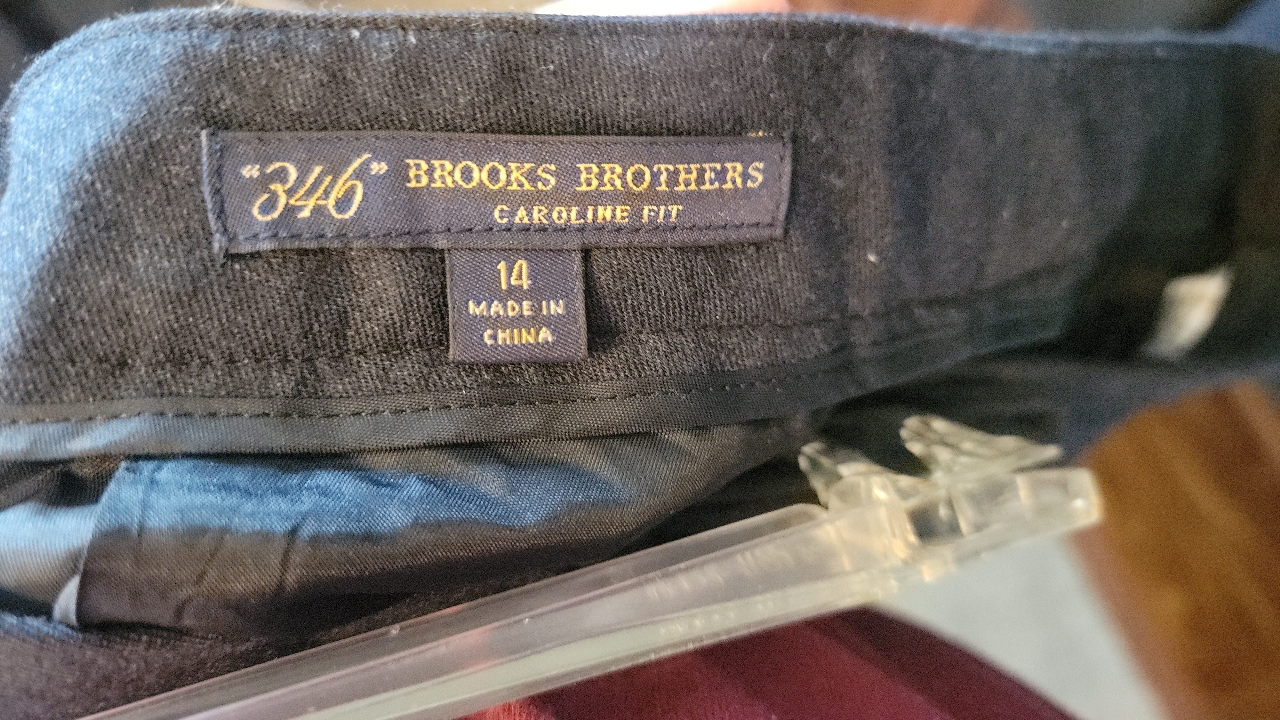 "346" BROOKS BROTHERS
CAROLINE FIT
14
MADE IN
CHINA